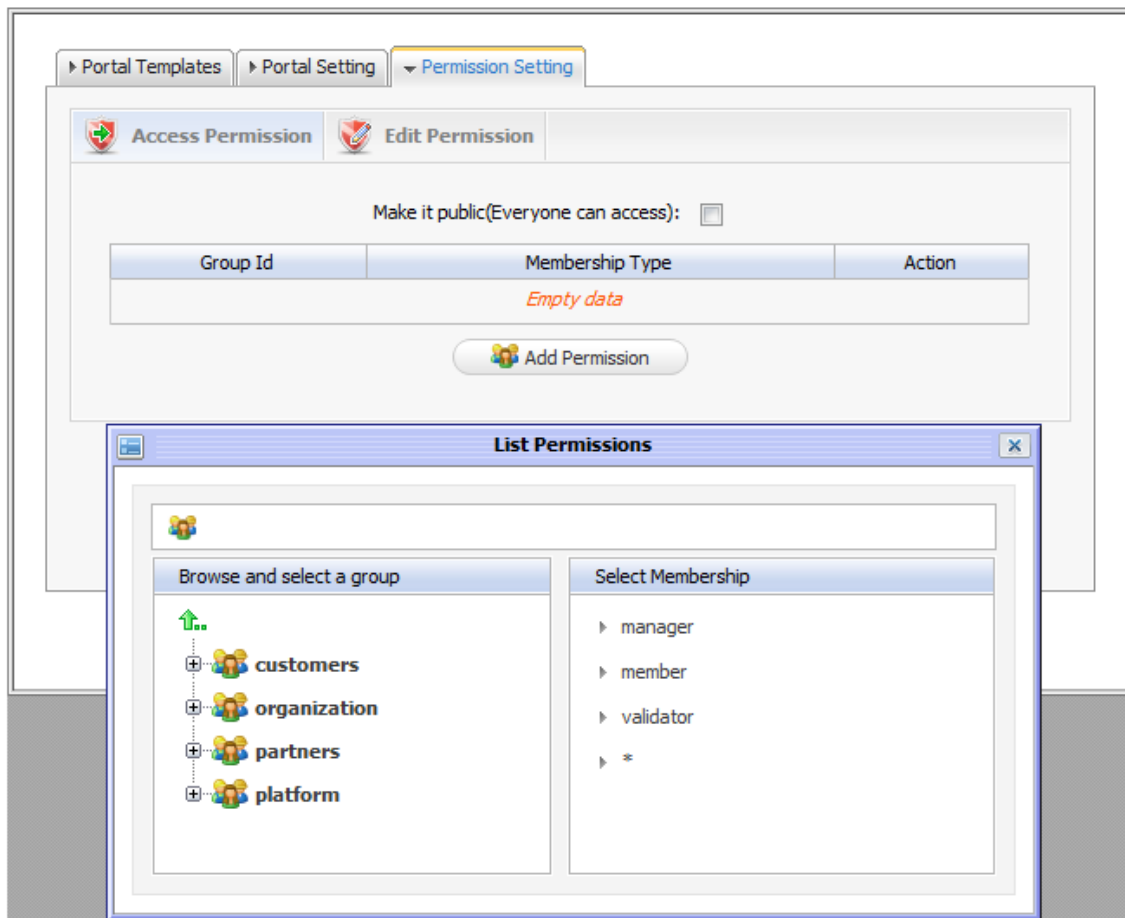 Portal Templates Portal Setting Permission Setting
Access Permission Edit Permission
Make it public(Everyone can access):
Group Id Membership Type Action
Empty data
Add Permission
List Permissions
Browse and select a group Select Membership
..
customers manager
organization member
partners validator
platform *